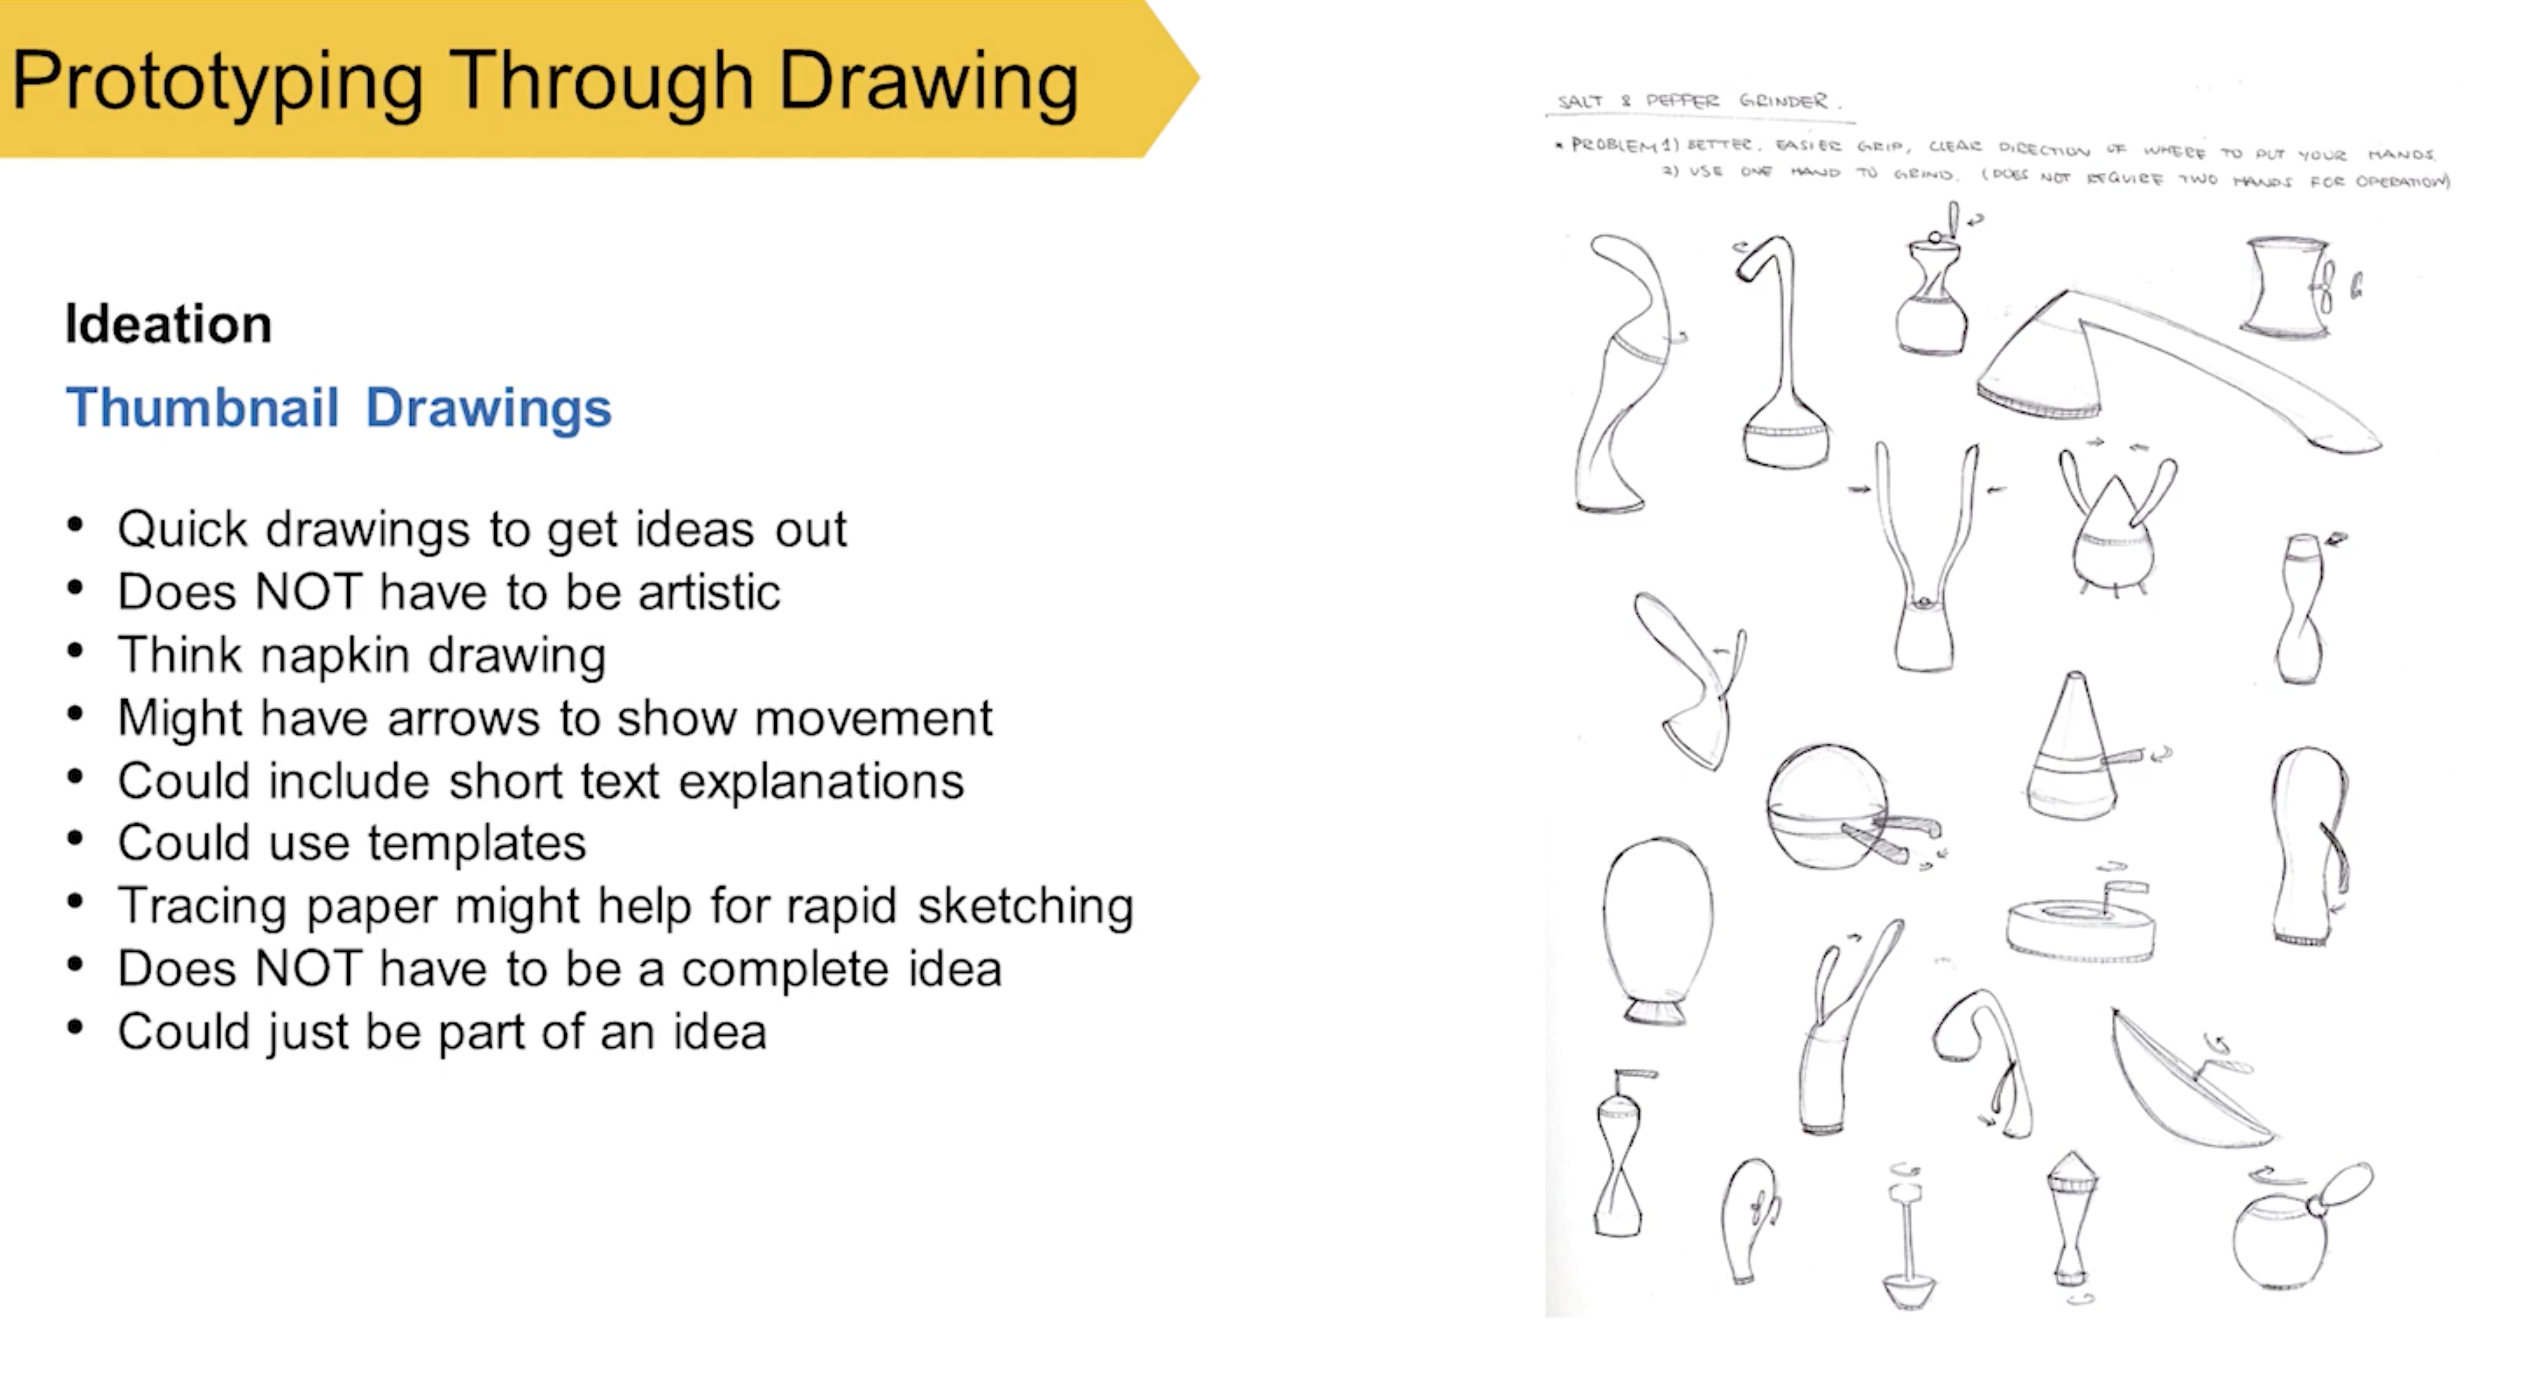 Prototyping Through Drawing
Ideation
Thumbnail Drawings
• Quick drawings to get ideas out
• Does NOT have to be artistic
• Think napkin drawing
• Might have arrows to show movement
• Could include short text explanations
• Could use templates
• Tracing paper might help for rapid sketching
• Does NOT have to be a complete idea
• Could just be part of an idea
SALT & PEPPER GRINDER.
* PROBLEM 1) BETTER, EASIER GRIP, CLEAR DIRECTION OF WHERE TO PUT YOUR HANDS.
2) USE ONE HAND TO GRIND. (DOES NOT REQUIRE TWO HANDS FOR OPERATION)